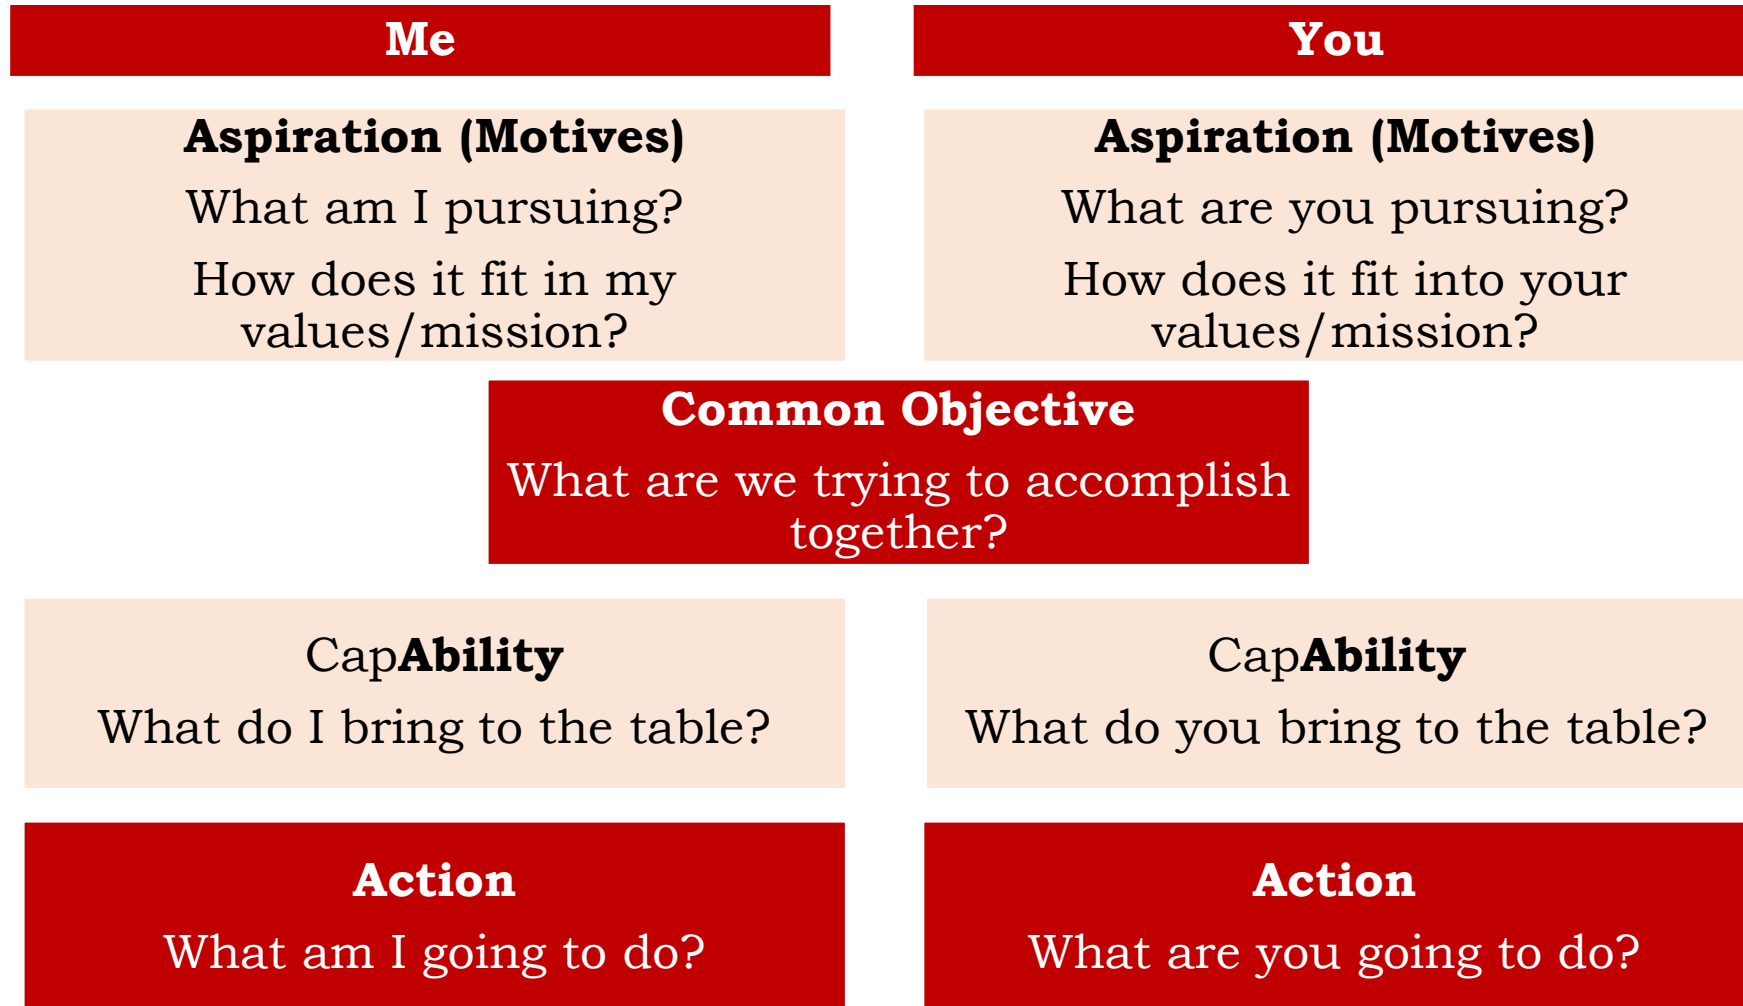 Me
You
Aspiration (Motives)
What am I pursuing?
How does it fit in my
values/mission?
Aspiration (Motives)
What are you pursuing?
How does it fit into your
values/mission?
Common Objective
What are we trying to accomplish
together?
CapAbility
What do I bring to the table?
CapAbility
What do you bring to the table?
Action
What am I going to do?
Action
What are you going to do?